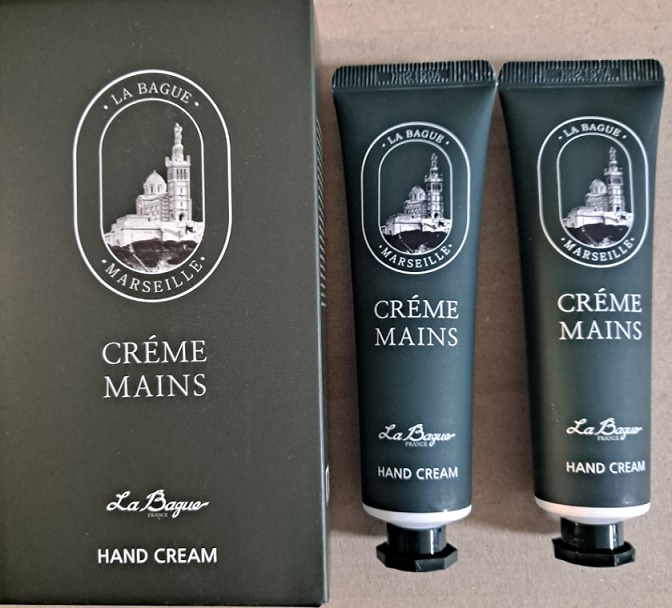 · LA BAGUE ·
· MARSEILLE ·
CRÉME
MAINS
La Bague
FRANCE
HAND CREAM
· LA BAGUE ·
· MARSEILLE ·
CRÉME
MAINS
La Bague
FRANCE
HAND CREAM
· LA BAGUE ·
· MARSEILLE ·
CRÉME
MAINS
La Bague
FRANCE
HAND CREAM